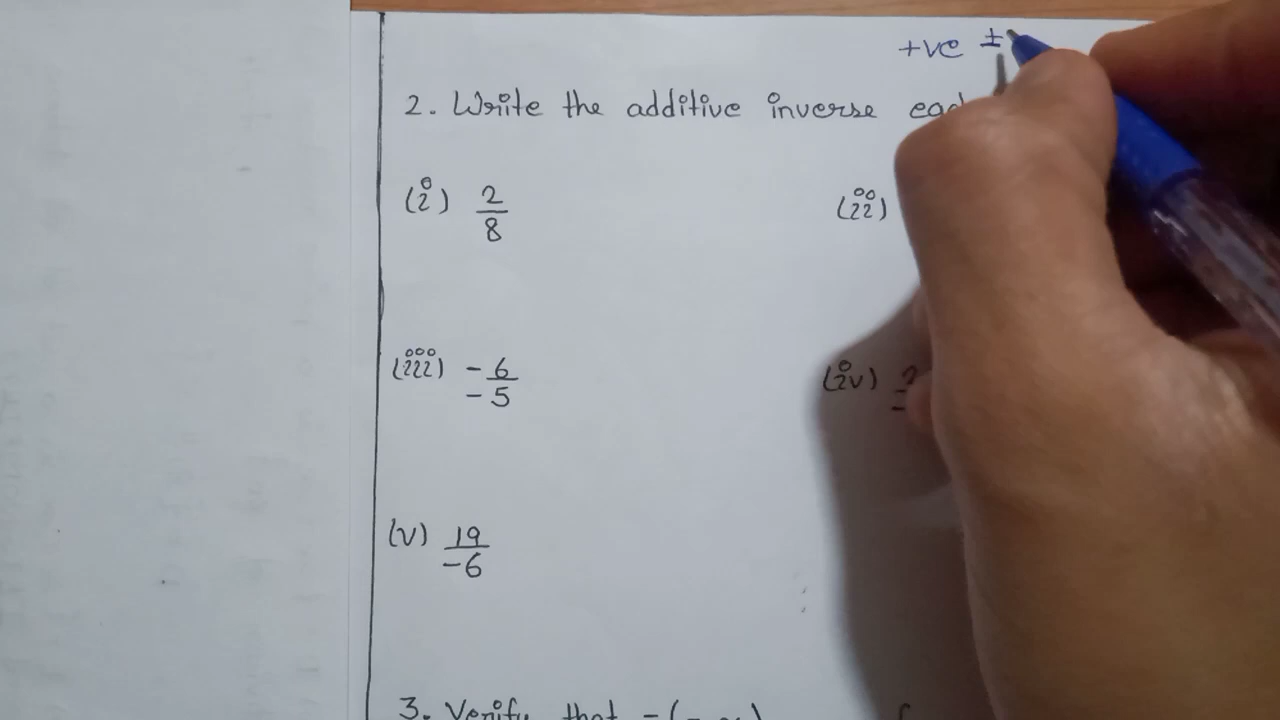 +ve ±
2. Write the additive inverse
(i) 2/8 (ii)
(iii) -6/-5 (iv)
(v) 19/-6
3. Verify that -(-x)